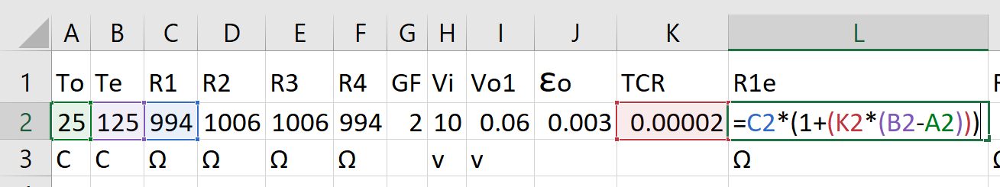 A B C D E F G H I J K L
1 To Te R1 R2 R3 R4 GF Vi Vo1 εo TCR R1e
2 25 125 994 1006 1006 994 2 10 0.06 0.003 0.00002 =C2*(1+(K2*(B2-A2)))
3 C C Ω Ω Ω Ω v v Ω